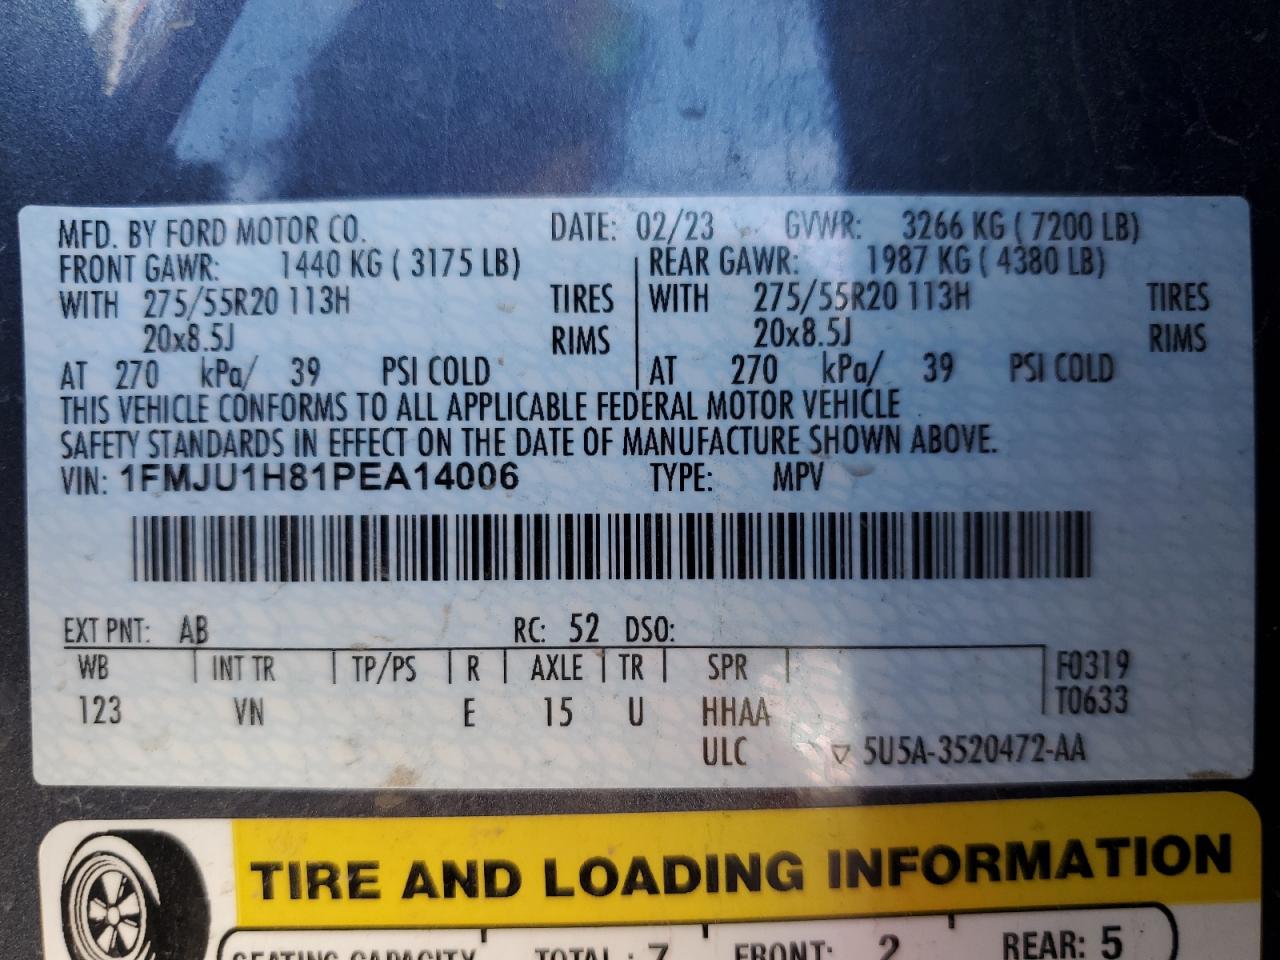 MFD. BY FORD MOTOR CO. DATE: 02/23 GVWR: 3266 KG ( 7200 LB)
FRONT GAWR: 1440 KG ( 3175 LB) REAR GAWR: 1987 KG ( 4380 LB)
WITH 275/55R20 113H TIRES WITH 275/55R20 113H TIRES
20x8.5J RIMS 20x8.5J RIMS
AT 270 kPa/ 39 PSI COLD AT 270 kPa/ 39 PSI COLD
THIS VEHICLE CONFORMS TO ALL APPLICABLE FEDERAL MOTOR VEHICLE
SAFETY STANDARDS IN EFFECT ON THE DATE OF MANUFACTURE SHOWN ABOVE.
VIN: 1FMJU1H81PEA14006 TYPE: MPV
EXT PNT: AB RC: 52 DSO:
WB INT TR TP/PS R AXLE TR SPR F0319
123 VN E 15 U HHAA T0633
ULC ▽ 5U5A-3520472-AA
TIRE AND LOADING INFORMATION
SEATING CAPACITY TOTAL : 7 FRONT: 2 REAR: 5